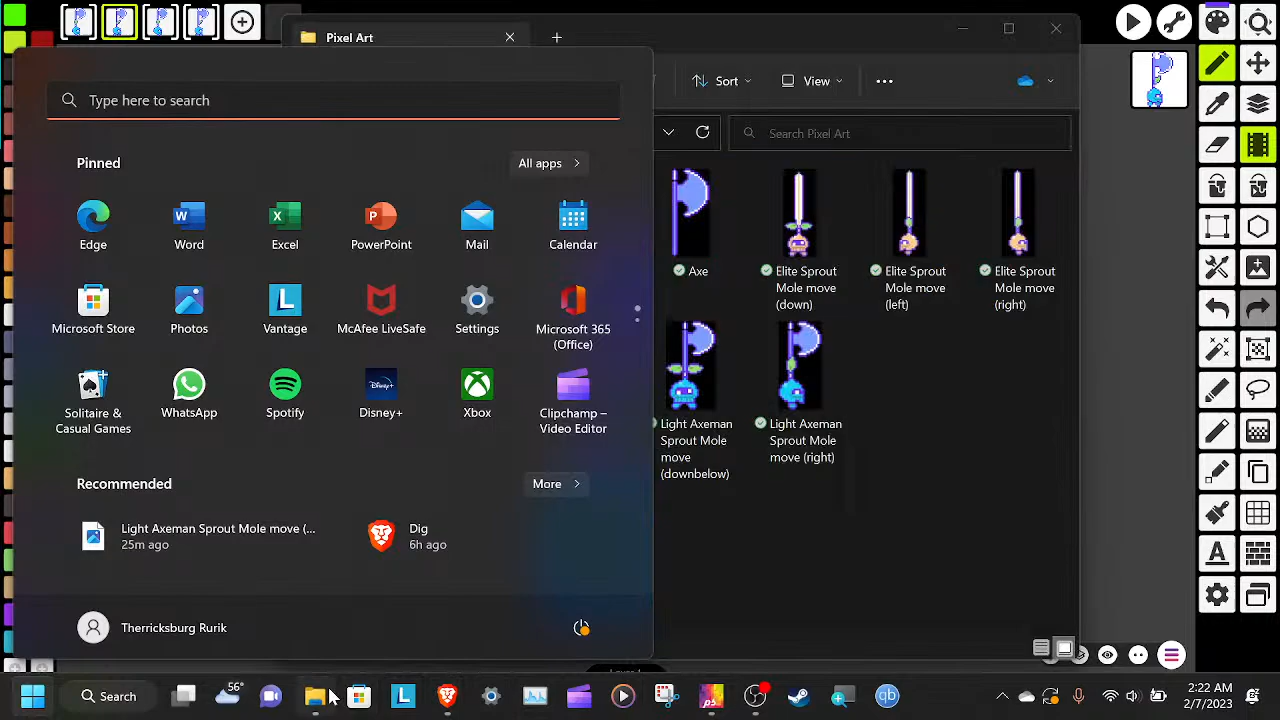 Pixel Art
Type here to search
Sort
View
Search Pixel Art
Pinned
All apps
Edge
Word
Excel
PowerPoint
Mail
Calendar
Microsoft Store
Photos
Vantage
McAfee LiveSafe
Settings
Microsoft 365
(Office)
Solitaire &
Casual Games
WhatsApp
Spotify
Disney+
Xbox
Clipchamp –
Video Editor
Axe
Elite Sprout
Mole move
(down)
Elite Sprout
Mole move
(left)
Elite Sprout
Mole move
(right)
Light Axeman
Sprout Mole
move
(downbelow)
Light Axeman
Sprout Mole
move (right)
Recommended
More
Light Axeman Sprout Mole move (...
25m ago
Dig
6h ago
Therricksburg Rurik
Search
56°
2:22 AM
2/7/2023